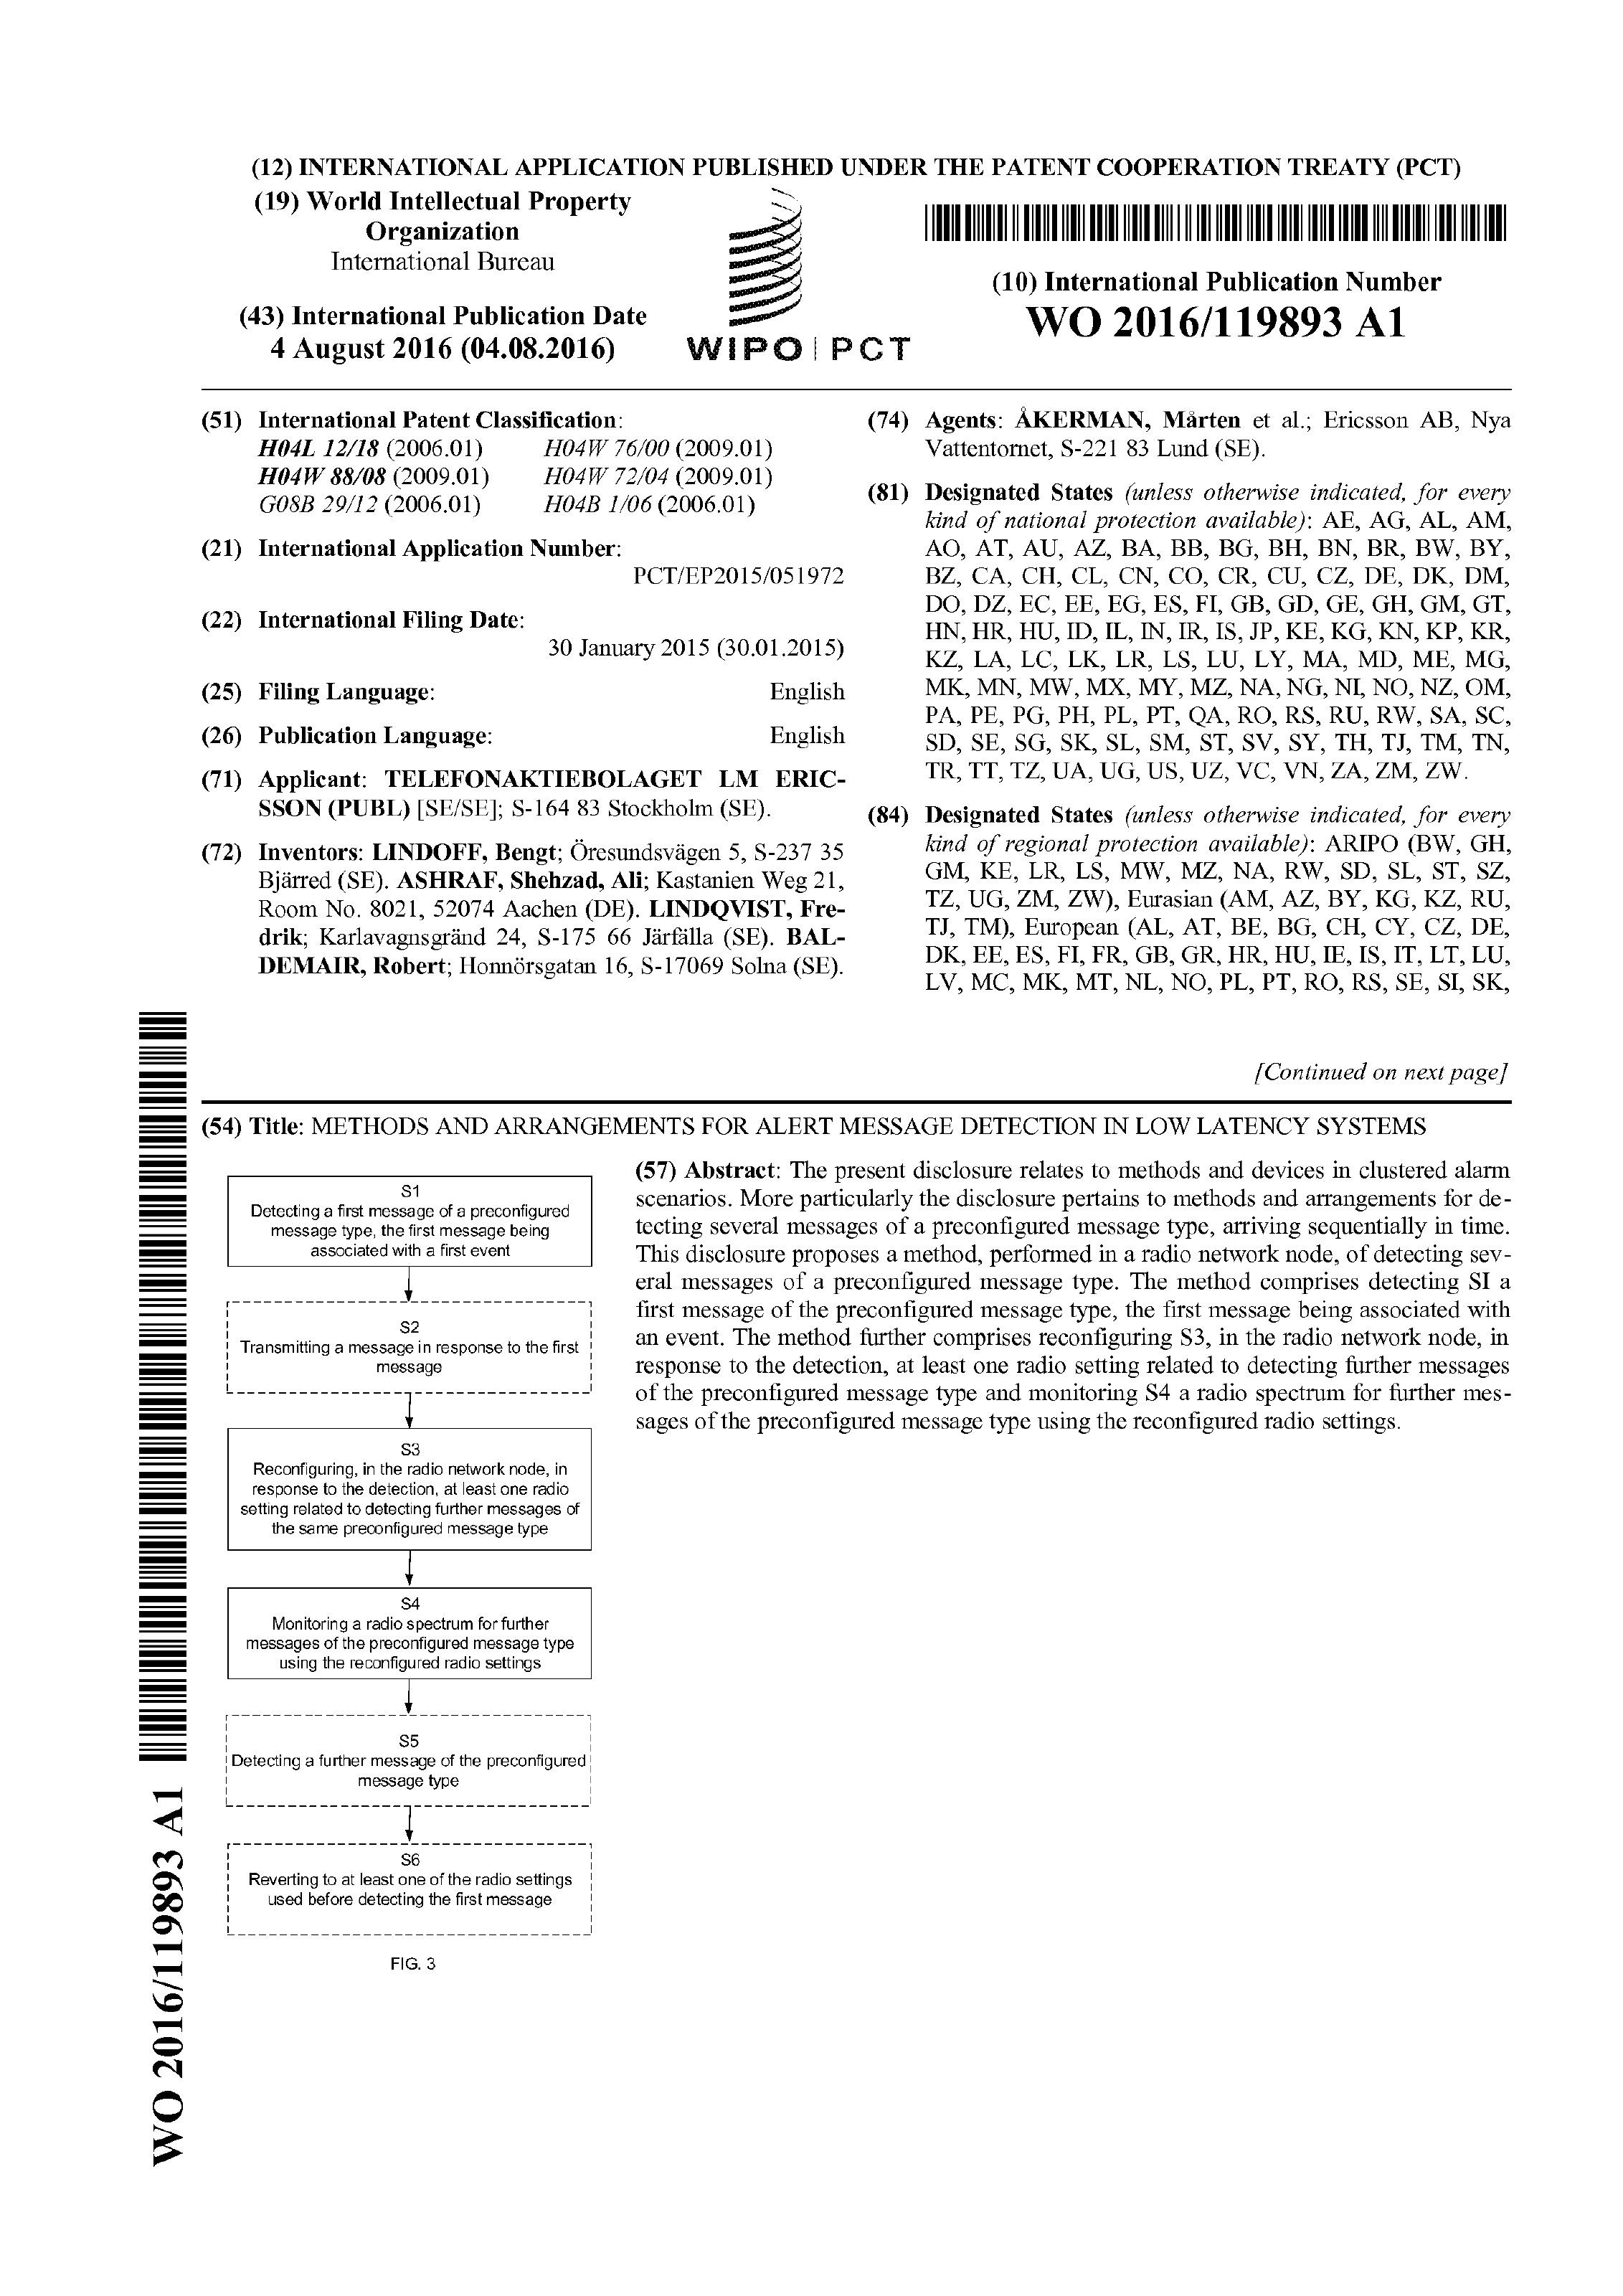 (12) INTERNATIONAL APPLICATION PUBLISHED UNDER THE PATENT COOPERATION TREATY (PCT)
(19) World Intellectual Property
Organization
International Bureau
(43) International Publication Date
4 August 2016 (04.08.2016)
WIPO | PCT
(10) International Publication Number
WO 2016/119893 A1
(51) International Patent Classification:
H04L 12/18 (2006.01) H04W 76/00 (2009.01)
H04W 88/08 (2009.01) H04W 72/04 (2009.01)
G08B 29/12 (2006.01) H04B 1/06 (2006.01)
(21) International Application Number:
PCT/EP2015/051972
(22) International Filing Date:
30 January 2015 (30.01.2015)
(25) Filing Language: English
(26) Publication Language: English
(71) Applicant: TELEFONAKTIEBOLAGET LM ERIC-
SSON (PUBL) [SE/SE]; S-164 83 Stockholm (SE).
(72) Inventors: LINDOFF, Bengt; Öresundsvägen 5, S-237 35
Bjärred (SE). ASHRAF, Shehzad, Ali; Kastanien Weg 21,
Room No. 8021, 52074 Aachen (DE). LINDQVIST, Fre-
drik; Karlavagnsgränd 24, S-175 66 Järfälla (SE). BAL-
DEMAIR, Robert; Honnörsgatan 16, S-17069 Solna (SE).
(74) Agents: ÅKERMAN, Mårten et al.; Ericsson AB, Nya
Vattentornet, S-221 83 Lund (SE).
(81) Designated States (unless otherwise indicated, for every
kind of national protection available): AE, AG, AL, AM,
AO, AT, AU, AZ, BA, BB, BG, BH, BN, BR, BW, BY,
BZ, CA, CH, CL, CN, CO, CR, CU, CZ, DE, DK, DM,
DO, DZ, EC, EE, EG, ES, FI, GB, GD, GE, GH, GM, GT,
HN, HR, HU, ID, IL, IN, IR, IS, JP, KE, KG, KN, KP, KR,
KZ, LA, LC, LK, LR, LS, LU, LY, MA, MD, ME, MG,
MK, MN, MW, MX, MY, MZ, NA, NG, NI, NO, NZ, OM,
PA, PE, PG, PH, PL, PT, QA, RO, RS, RU, RW, SA, SC,
SD, SE, SG, SK, SL, SM, ST, SV, SY, TH, TJ, TM, TN,
TR, TT, TZ, UA, UG, US, UZ, VC, VN, ZA, ZM, ZW.
(84) Designated States (unless otherwise indicated, for every
kind of regional protection available): ARIPO (BW, GH,
GM, KE, LR, LS, MW, MZ, NA, RW, SD, SL, ST, SZ,
TZ, UG, ZM, ZW), Eurasian (AM, AZ, BY, KG, KZ, RU,
TJ, TM), European (AL, AT, BE, BG, CH, CY, CZ, DE,
DK, EE, ES, FI, FR, GB, GR, HR, HU, IE, IS, IT, LT, LU,
LV, MC, MK, MT, NL, NO, PL, PT, RO, RS, SE, SI, SK,
[Continued on next page]
(54) Title: METHODS AND ARRANGEMENTS FOR ALERT MESSAGE DETECTION IN LOW LATENCY SYSTEMS
S1
Detecting a first message of a preconfigured
message type, the first message being
associated with a first event
S2
Transmitting a message in response to the first
message
S3
Reconfiguring, in the radio network node, in
response to the detection, at least one radio
setting related to detecting further messages of
the same preconfigured message type
S4
Monitoring a radio spectrum for further
messages of the preconfigured message type
using the reconfigured radio settings
S5
Detecting a further message of the preconfigured
message type
S6
Reverting to at least one of the radio settings
used before detecting the first message
FIG. 3
(57) Abstract: The present disclosure relates to methods and devices in clustered alarm
scenarios. More particularly the disclosure pertains to methods and arrangements for de-
tecting several messages of a preconfigured message type, arriving sequentially in time.
This disclosure proposes a method, performed in a radio network node, of detecting sev-
eral messages of a preconfigured message type. The method comprises detecting SI a
first message of the preconfigured message type, the first message being associated with
an event. The method further comprises reconfiguring S3, in the radio network node, in
response to the detection, at least one radio setting related to detecting further messages
of the preconfigured message type and monitoring S4 a radio spectrum for further mes-
sages of the preconfigured message type using the reconfigured radio settings.
WO 2016/119893 A1